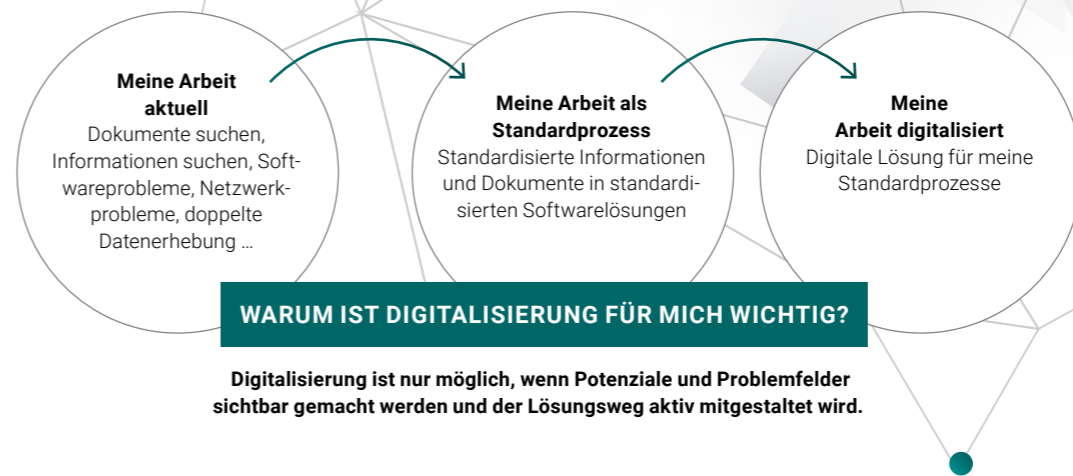 Meine Arbeit
aktuell
Dokumente suchen,
Informationen suchen, Soft-
wareprobleme, Netzwerk-
probleme, doppelte
Datenerhebung ...
Meine Arbeit als
Standardprozess
Standardisierte Informationen
und Dokumente in standardi-
sierten Softwarelösungen
Meine
Arbeit digitalisiert
Digitale Lösung für meine
Standardprozesse
WARUM IST DIGITALISIERUNG FÜR MICH WICHTIG?
Digitalisierung ist nur möglich, wenn Potenziale und Problemfelder
sichtbar gemacht werden und der Lösungsweg aktiv mitgestaltet wird.